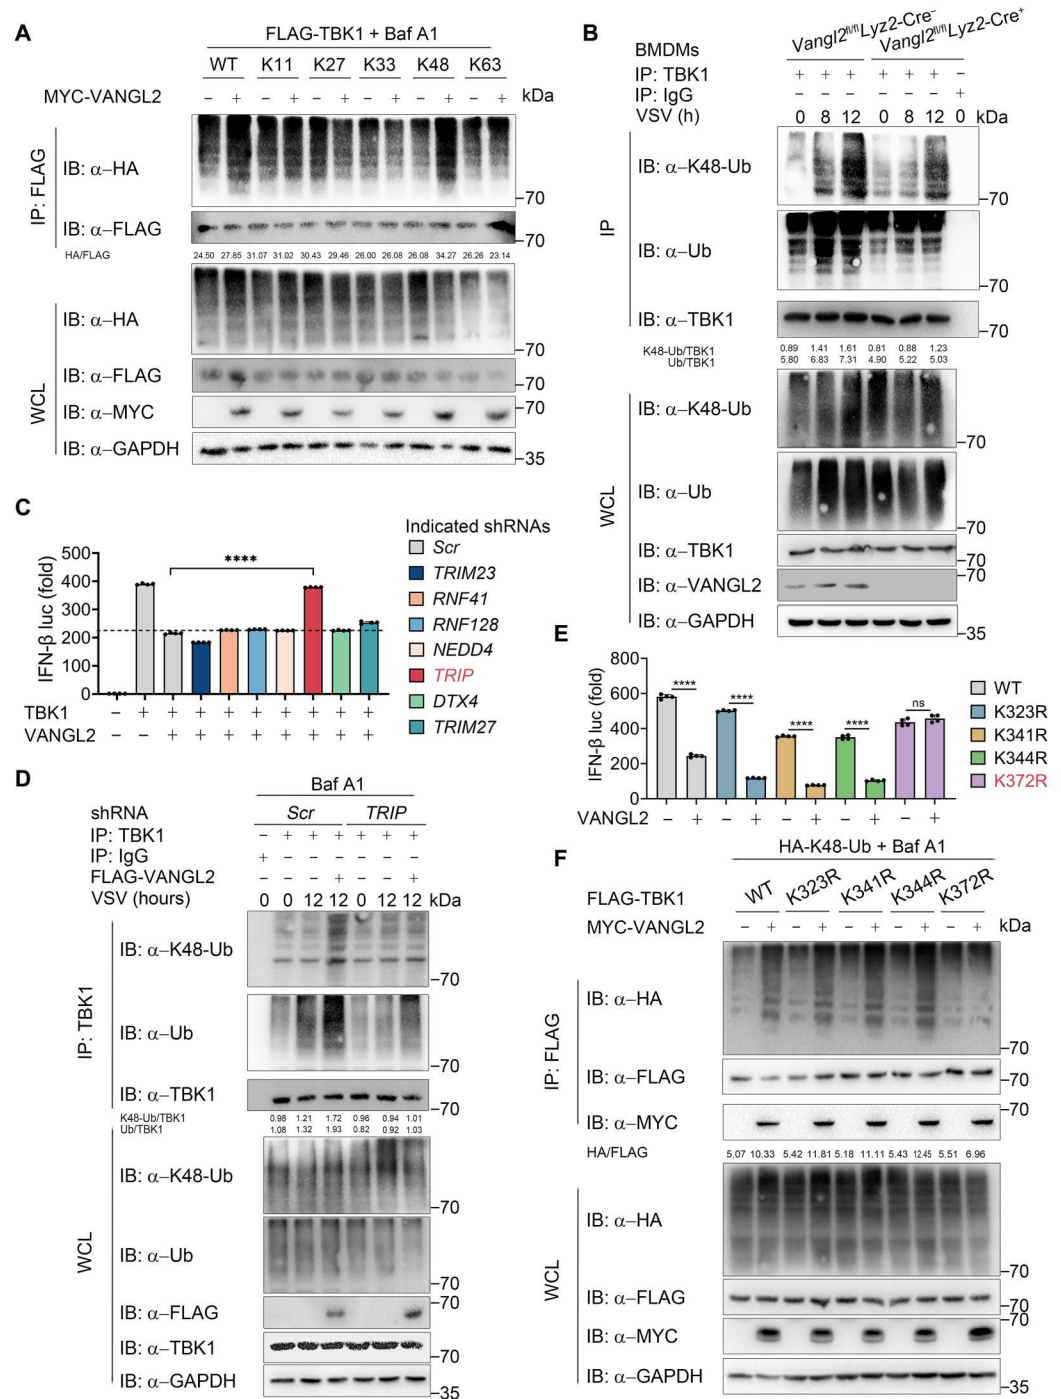 A
FLAG-TBK1 + Baf A1
WT K11 K27 K33 K48 K63
MYC-VANGL2 – + – + – + – + – + – + kDa
IP: FLAG
IB: α–HA
–70
IB: α–FLAG
–70
HA/FLAG 24.50 27.85 31.07 31.02 30.43 29.46 26.00 26.08 26.08 34.27 26.26 23.14
WCL
IB: α–HA
IB: α–FLAG
–70
IB: α–MYC
–70
IB: α–GAPDH
–35
B
Vangl2fl/flLyz2-Cre–
Vangl2fl/flLyz2-Cre+
BMDMs
IP: TBK1 + + + + + + –
IP: IgG +
VSV (h) 0 8 12 0 8 12 0 kDa
IP
IB: α–K48-Ub
–70
IB: α–Ub
–70
IB: α–TBK1
–70
K48-Ub/TBK1 0.89 1.41 1.61 0.81 0.88 1.23
Ub/TBK1 5.80 6.83 7.31 4.90 5.22 5.03
WCL
IB: α–K48-Ub
–70
IB: α–Ub
IB: α–TBK1
–70
IB: α–VANGL2
–70
IB: α–GAPDH
–35
C
IFN-β luc (fold)
500
400
300
200
100
0
****
TBK1 – + + + + + + + + +
VANGL2 – – + + + + + + + +
Indicated shRNAs
Scr
TRIM23
RNF41
RNF128
NEDD4
TRIP
DTX4
TRIM27
D
Baf A1
shRNA Scr TRIP
IP: TBK1 – + + + + + +
IP: IgG +
FLAG-VANGL2 + +
VSV (hours) 0 0 12 12 0 12 12 kDa
IP: TBK1
IB: α–K48-Ub
–70
IB: α–Ub
–70
IB: α–TBK1
–70
K48-Ub/TBK1 0.98 1.21 1.72 0.96 0.94 1.01
Ub/TBK1 1.08 1.32 1.93 0.82 0.92 1.03
WCL
IB: α–K48-Ub
–70
IB: α–Ub
–70
IB: α–FLAG
–70
IB: α–TBK1
IB: α–GAPDH
–35
E
IFN-β luc (fold)
800
600
400
200
0
**** **** **** **** ns
VANGL2 – + – + – + – + – +
WT
K323R
K341R
K344R
K372R
F
HA-K48-Ub + Baf A1
FLAG-TBK1 WT K323R K341R K344R K372R
MYC-VANGL2 – + – + – + – + – + kDa
IP: FLAG
IB: α–HA
–70
IB: α–FLAG
–70
IB: α–MYC
–70
HA/FLAG 5.07 10.33 5.42 11.81 5.18 11.11 5.43 12.45 5.51 6.96
WCL
IB: α–HA
–70
IB: α–FLAG
–70
IB: α–MYC
–70
IB: α–GAPDH
–35